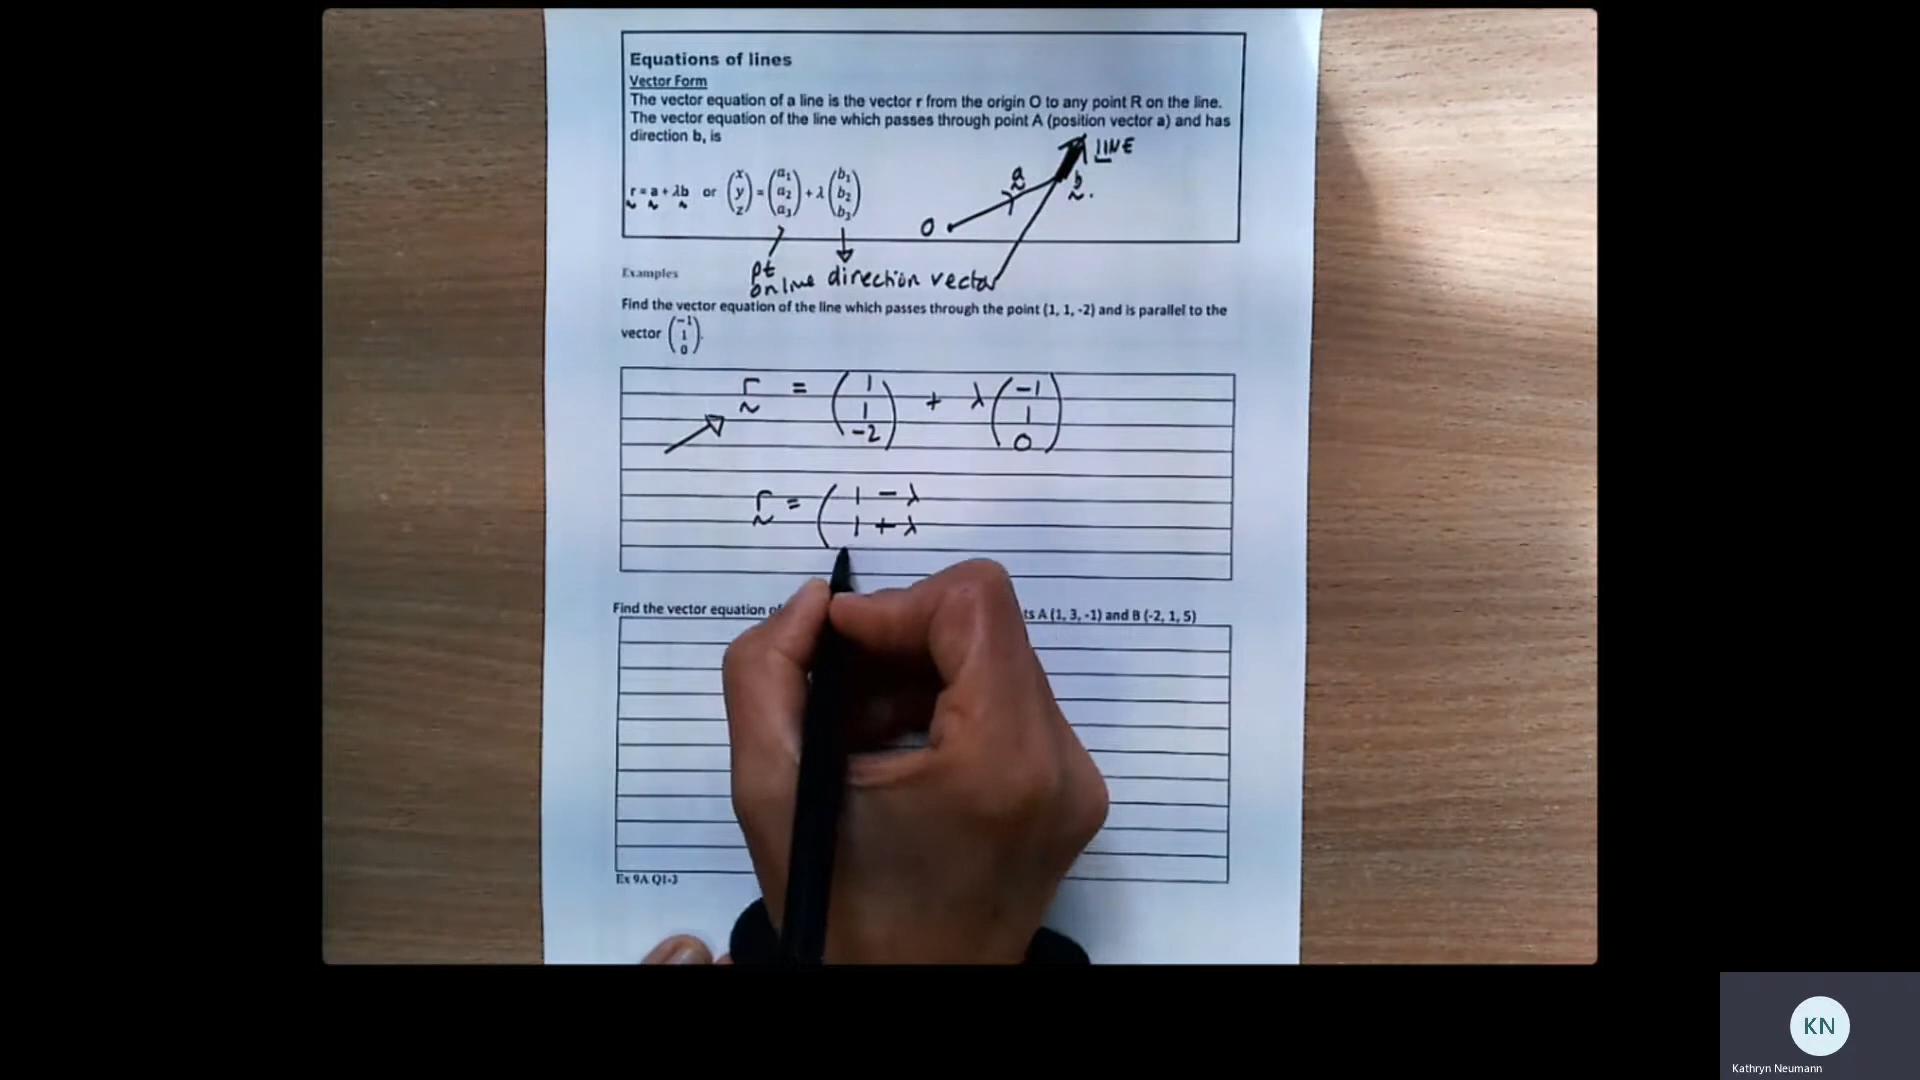 Equations of lines
Vector Form
The vector equation of a line is the vector r from the origin O to any point R on the line.
The vector equation of the line which passes through point A (position vector a) and has
direction b, is
LINE
a
b
r = a + λb or (x y z) = (a₁ a₂ a₃) + λ (b₁ b₂ b₃)
O
pt
on line direction vector
Examples
Find the vector equation of the line which passes through the point (1, 1, -2) and is parallel to the
vector (-1 1 0).
r = (1 1 -2) + λ (-1 1 0)
r = ( 1 - λ
1 + λ
Find the vector equation of ts A (1, 3, -1) and B (-2, 1, 5)
Ex 9A Q1-3
KN
Kathryn Neumann